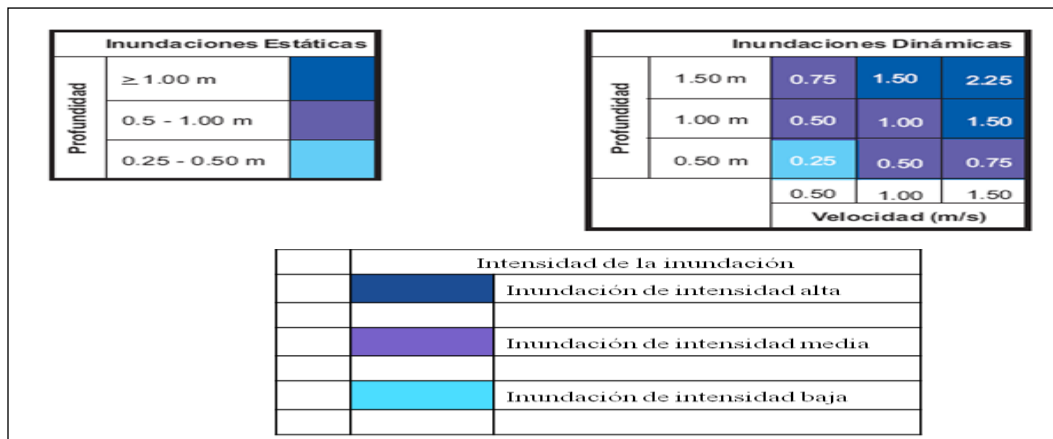 Inundaciones Estáticas
Profundidad
≥ 1.00 m
0.5 - 1.00 m
0.25 - 0.50 m
Inundaciones Dinámicas
Profundidad
1.50 m 0.75 1.50 2.25
1.00 m 0.50 1.00 1.50
0.50 m 0.25 0.50 0.75
0.50 1.00 1.50
Velocidad (m/s)
Intensidad de la inundación
Inundación de intensidad alta
Inundación de intensidad media
Inundación de intensidad baja